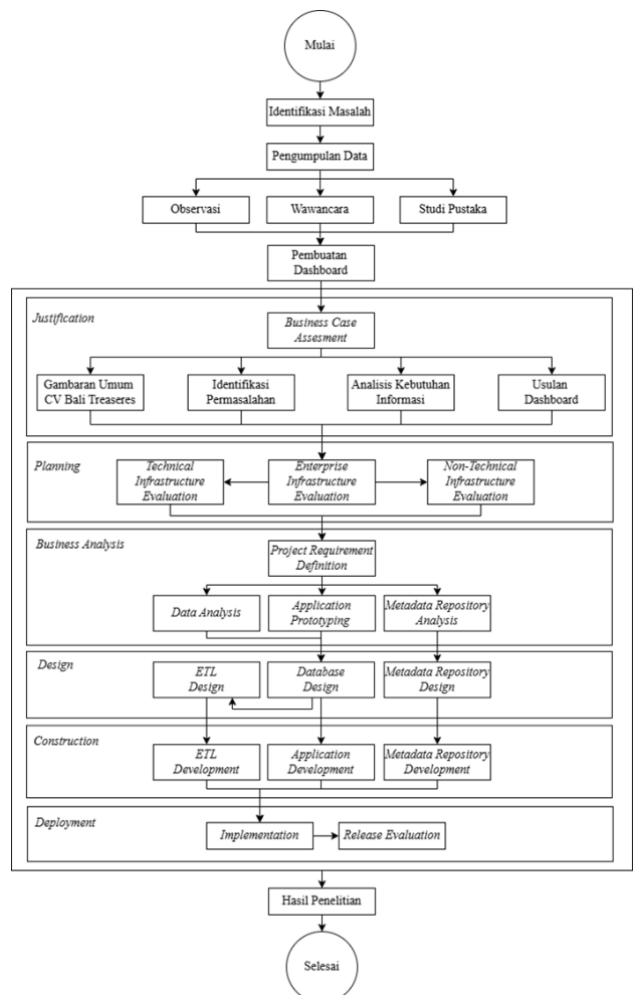 Mulai
Identifikasi Masalah
Pengumpulan Data
Observasi
Wawancara
Studi Pustaka
Pembuatan
Dashboard
Justification
Business Case
Assesment
Gambaran Umum
CV Bali Treaseres
Identifikasi
Permasalahan
Analisis Kebutuhan
Informasi
Usulan
Dashboard
Planning
Technical
Infrastructure
Evaluation
Enterprise
Infrastructure
Evaluation
Non-Technical
Infrastructure
Evaluation
Business Analysis
Project Requirement
Definition
Data Analysis
Application
Prototyping
Metadata Repository
Analysis
Design
ETL
Design
Database
Design
Metadata Repository
Design
Construction
ETL
Development
Application
Development
Metadata Repository
Development
Deployment
Implementation
Release Evaluation
Hasil Penelitian
Selesai